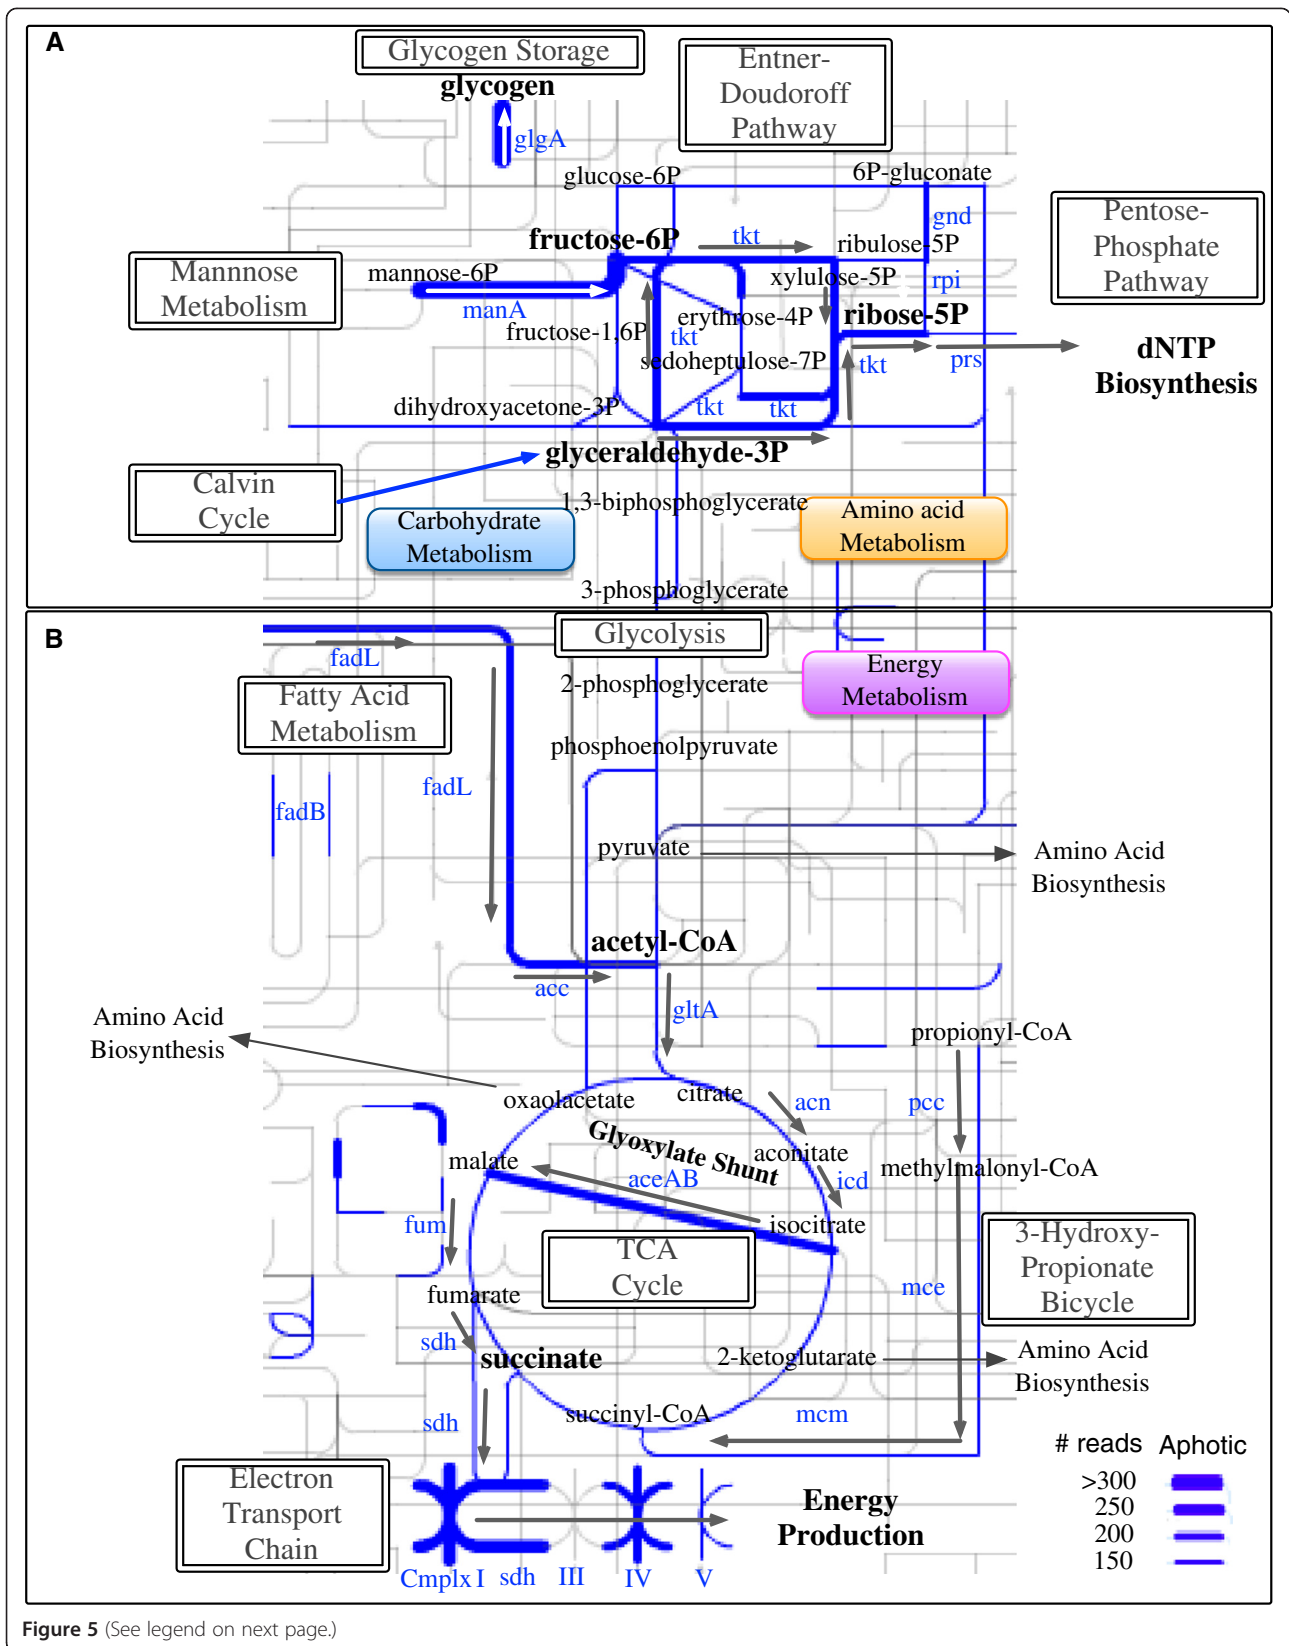 A
Glycogen Storage
glycogen
glgA
Entner-
Doudoroff
Pathway
glucose-6P
6P-gluconate
gnd
Pentose-
Phosphate
Pathway
fructose-6P
tkt
ribulose-5P
Mannnose
Metabolism
mannose-6P
manA
xylulose-5P
rpi
fructose-1,6P
tkt
erythrose-4P
ribose-5P
sedoheptulose-7P
tkt
prs
dNTP
Biosynthesis
dihydroxyacetone-3P
tkt
tkt
glyceraldehyde-3P
Calvin
Cycle
1,3-biphosphoglycerate
Carbohydrate
Metabolism
Amino acid
Metabolism
3-phosphoglycerate
B
Glycolysis
fadL
Fatty Acid
Metabolism
2-phosphoglycerate
Energy
Metabolism
phosphoenolpyruvate
fadL
fadB
pyruvate
Amino Acid
Biosynthesis
acetyl-CoA
acc
gltA
Amino Acid
Biosynthesis
propionyl-CoA
oxaolacetate
citrate
acn
pcc
Glyoxylate Shunt
malate
aceAB
aconitate
icd
methylmalonyl-CoA
fum
isocitrate
TCA
Cycle
3-Hydroxy-
Propionate
Bicycle
mce
fumarate
sdh
succinate
2-ketoglutarate
Amino Acid
Biosynthesis
sdh
succinyl-CoA
mcm
# reads Aphotic
>300
250
200
150
Electron
Transport
Chain
Energy
Production
Cmplx I sdh III IV V
Figure 5 (See legend on next page.)